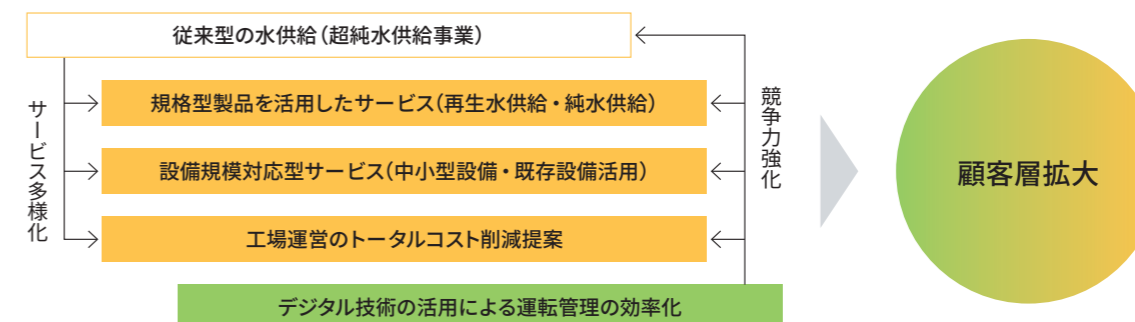 従来型の水供給(超純水供給事業)
サービス多様化
規格型製品を活用したサービス(再生水供給・純水供給)
設備規模対応型サービス(中小型設備・既存設備活用)
工場運営のトータルコスト削減提案
デジタル技術の活用による運転管理の効率化
競争力強化
顧客層拡大